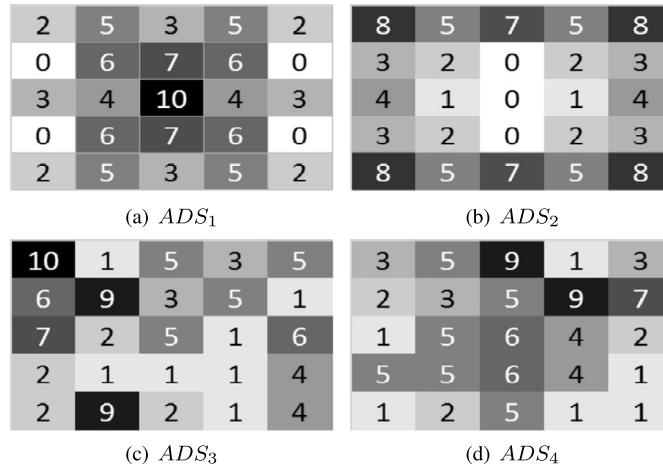 2 5 3 5 2 8 5 7 5 8
0 6 7 6 0 3 2 0 2 3
3 4 10 4 3 4 1 0 1 4
0 6 7 6 0 3 2 0 2 3
2 5 3 5 2 8 5 7 5 8
(a) ADS1 (b) ADS2
10 1 5 3 5 3 5 9 1 3
6 9 3 5 1 2 3 5 9 7
7 2 5 1 6 1 5 6 4 2
2 1 1 1 4 5 5 6 4 1
2 9 2 1 4 1 2 5 1 1
(c) ADS3 (d) ADS4